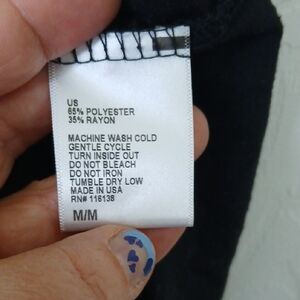 US
65% POLYESTER
35% RAYON
MACHINE WASH COLD
GENTLE CYCLE
TURN INSIDE OUT
DO NOT BLEACH
DO NOT IRON
TUMBLE DRY LOW
MADE IN USA
RN# 116138
M/M